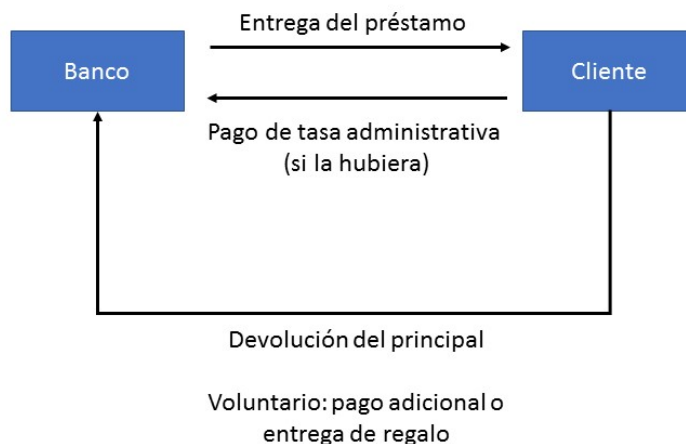 Entrega del préstamo
Banco
Cliente
Pago de tasa administrativa
(si la hubiera)
Devolución del principal
Voluntario: pago adicional o
entrega de regalo